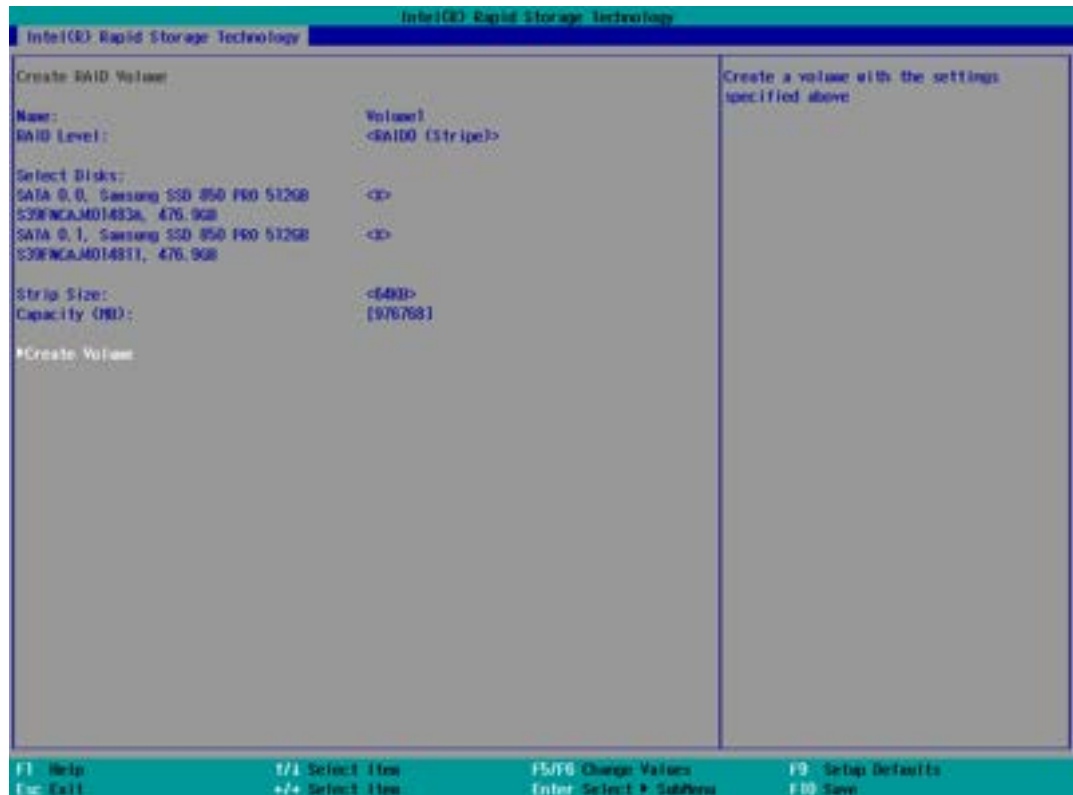 Intel(R) Rapid Storage Technology
Intel(R) Rapid Storage Technology
Create RAID Volume
Create a volume with the settings
specified above
Name: Volume1
RAID Level: <RAID0 (Stripe)>
Select Disks:
SATA 0.0, Samsung SSD 850 PRO 512GB <X>
476.9GB
SATA 0.1, Samsung SSD 850 PRO 512GB <X>
476.9GB
Strip Size: <64KB>
Capacity (MB): [976768]
Create Volume
F1 Help ↑/↓ Select Item F5/F6 Change Values F9 Setup Defaults
Esc Exit Select Item Enter Select ▸ SubMenu F10 Save